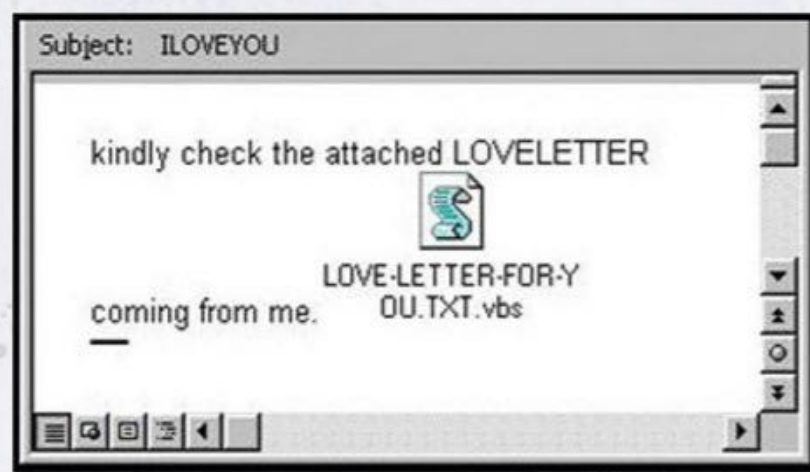 Subject: ILOVEYOU
kindly check the attached LOVELETTER
LOVE-LETTER-FOR-Y
OU.TXT.vbs
coming from me.